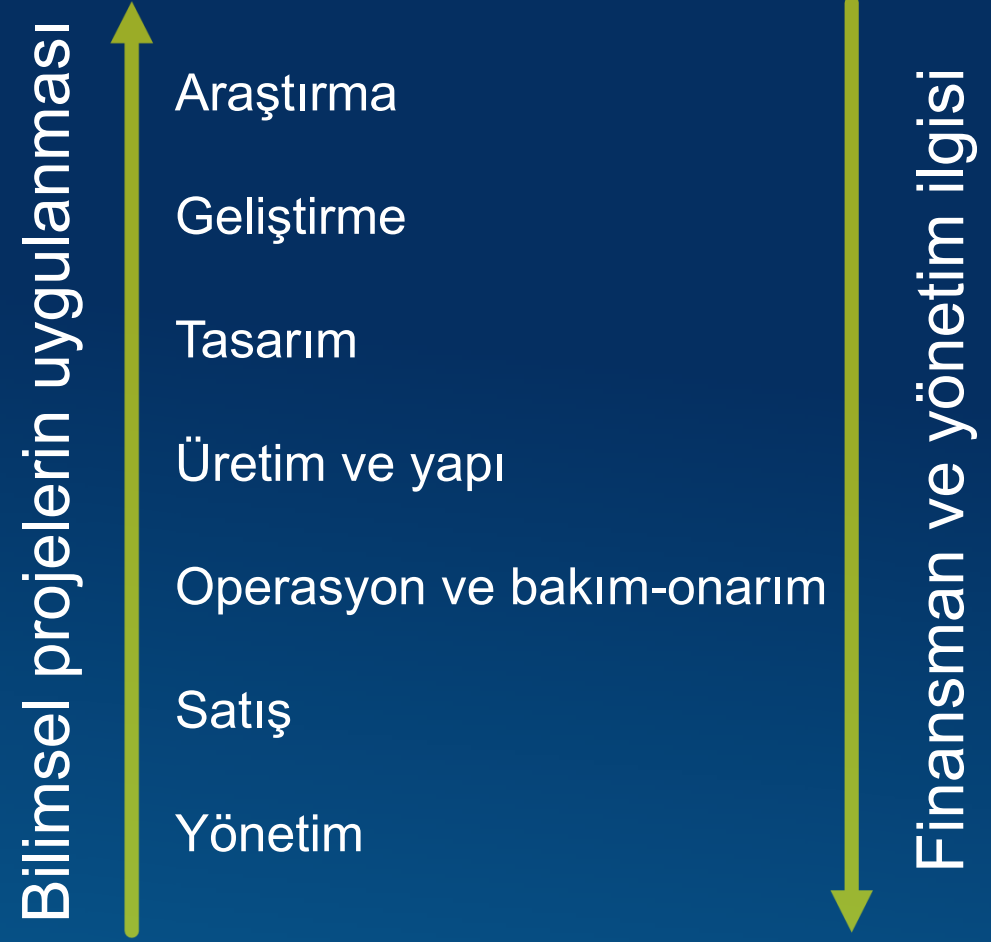 Bilimsel projelerin uygulanması
Araştırma
Geliştirme
Tasarım
Üretim ve yapı
Operasyon ve bakım-onarım
Satış
Yönetim
Finansman ve yönetim ilgisi